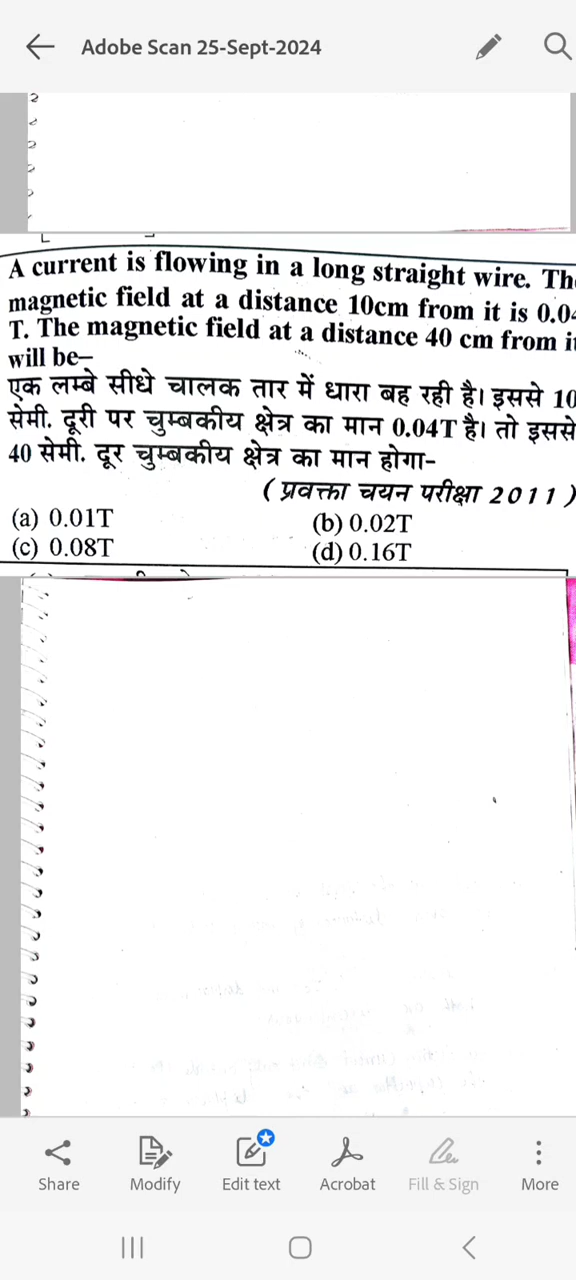 Adobe Scan 25-Sept-2024
A current is flowing in a long straight wire. Th
magnetic field at a distance 10cm from it is 0.04
T. The magnetic field at a distance 40 cm from it
will be–
एक लम्बे सीधे चालक तार में धारा बह रही है। इससे 10
सेमी. दूरी पर चुम्बकीय क्षेत्र का मान 0.04T है। तो इससे
40 सेमी. दूर चुम्बकीय क्षेत्र का मान होगा-
( प्रवक्ता चयन परीक्षा 2011 )
(a) 0.01T (b) 0.02T
(c) 0.08T (d) 0.16T
Share Modify Edit text Acrobat Fill & Sign More